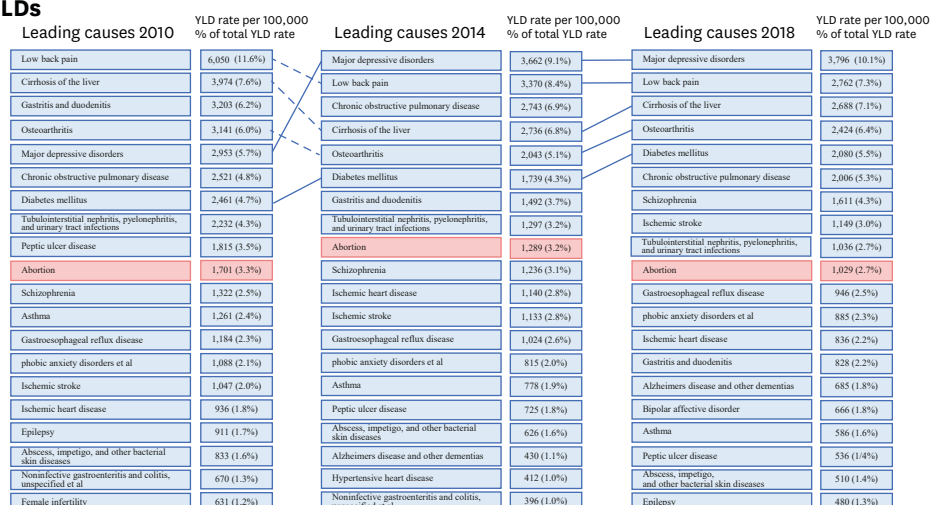 LDs
Leading causes 2010
YLD rate per 100,000
% of total YLD rate
Low back pain
6,050 (11.6%)
Cirrhosis of the liver
3,974 (7.6%)
Gastritis and duodenitis
3,203 (6.2%)
Osteoarthritis
3,141 (6.0%)
Major depressive disorders
2,953 (5.7%)
Chronic obstructive pulmonary disease
2,521 (4.8%)
Diabetes mellitus
2,461 (4.7%)
Tubulointerstitial nephritis, pyelonephritis,
and urinary tract infections
2,232 (4.3%)
Peptic ulcer disease
1,815 (3.5%)
Abortion
1,701 (3.3%)
Schizophrenia
1,322 (2.5%)
Asthma
1,261 (2.4%)
Gastroesophageal reflux disease
1,184 (2.3%)
phobic anxiety disorders et al
1,088 (2.1%)
Ischemic stroke
1,047 (2.0%)
Ischemic heart disease
936 (1.8%)
Epilepsy
911 (1.7%)
Abscess, impetigo, and other bacterial
skin diseases
833 (1.6%)
Noninfective gastroenteritis and colitis,
unspecified et al
670 (1.3%)
Female infertility
631 (1.2%)
Leading causes 2014
YLD rate per 100,000
% of total YLD rate
Major depressive disorders
3,662 (9.1%)
Low back pain
3,370 (8.4%)
Chronic obstructive pulmonary disease
2,743 (6.9%)
Cirrhosis of the liver
2,736 (6.8%)
Osteoarthritis
2,043 (5.1%)
Diabetes mellitus
1,739 (4.3%)
Gastritis and duodenitis
1,492 (3.7%)
Tubulointerstitial nephritis, pyelonephritis,
and urinary tract infections
1,297 (3.2%)
Abortion
1,289 (3.2%)
Schizophrenia
1,236 (3.1%)
Ischemic heart disease
1,140 (2.8%)
Ischemic stroke
1,133 (2.8%)
Gastroesophageal reflux disease
1,024 (2.6%)
phobic anxiety disorders et al
815 (2.0%)
Asthma
778 (1.9%)
Peptic ulcer disease
725 (1.8%)
Abscess, impetigo, and other bacterial
skin diseases
626 (1.6%)
Alzheimers disease and other dementias
430 (1.1%)
Hypertensive heart disease
412 (1.0%)
Noninfective gastroenteritis and colitis,
396 (1.0%)
Leading causes 2018
YLD rate per 100,000
% of total YLD rate
Major depressive disorders
3,796 (10.1%)
Low back pain
2,762 (7.3%)
Cirrhosis of the liver
2,688 (7.1%)
Osteoarthritis
2,424 (6.4%)
Diabetes mellitus
2,080 (5.5%)
Chronic obstructive pulmonary disease
2,006 (5.3%)
Schizophrenia
1,611 (4.3%)
Ischemic stroke
1,149 (3.0%)
Tubulointerstitial nephritis, pyelonephritis,
and urinary tract infections
1,036 (2.7%)
Abortion
1,029 (2.7%)
Gastroesophageal reflux disease
946 (2.5%)
phobic anxiety disorders et al
885 (2.3%)
Ischemic heart disease
836 (2.2%)
Gastritis and duodenitis
828 (2.2%)
Alzheimers disease and other dementias
685 (1.8%)
Bipolar affective disorder
666 (1.8%)
Asthma
586 (1.6%)
Peptic ulcer disease
536 (1/4%)
Abscess, impetigo,
and other bacterial skin diseases
510 (1.4%)
Epilepsy
480 (1.3%)